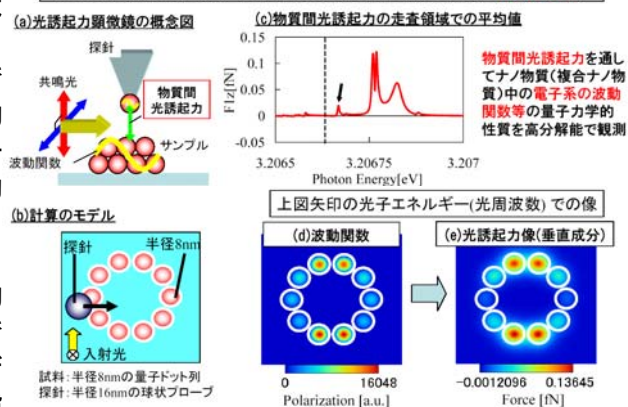 (a)光誘起力顕微鏡の概念図
探針
共鳴光
物質間
光誘起力
サンプル
波動関数
(b)計算のモデル
探針
半径8nm
入射光
試料:半径8nmの量子ドット列
探針:半径16nmの球状プローブ
(c)物質間光誘起力の走査領域での平均値
F1z[fN]
0.15
0.1
0.05
0
-0.05
3.2065
3.20675
3.207
Photon Energy[eV]
物質間光誘起力を通し
てナノ物質(複合ナノ物
質)中の電子系の波動
関数等の量子力学的
性質を高分解能で観測
上図矢印の光子エネルギー(光周波数)での像
(d)波動関数
(e)光誘起力像(垂直成分)
0
16048
Polarization [a.u.]
-0.0012096
0.13645
Force [fN]